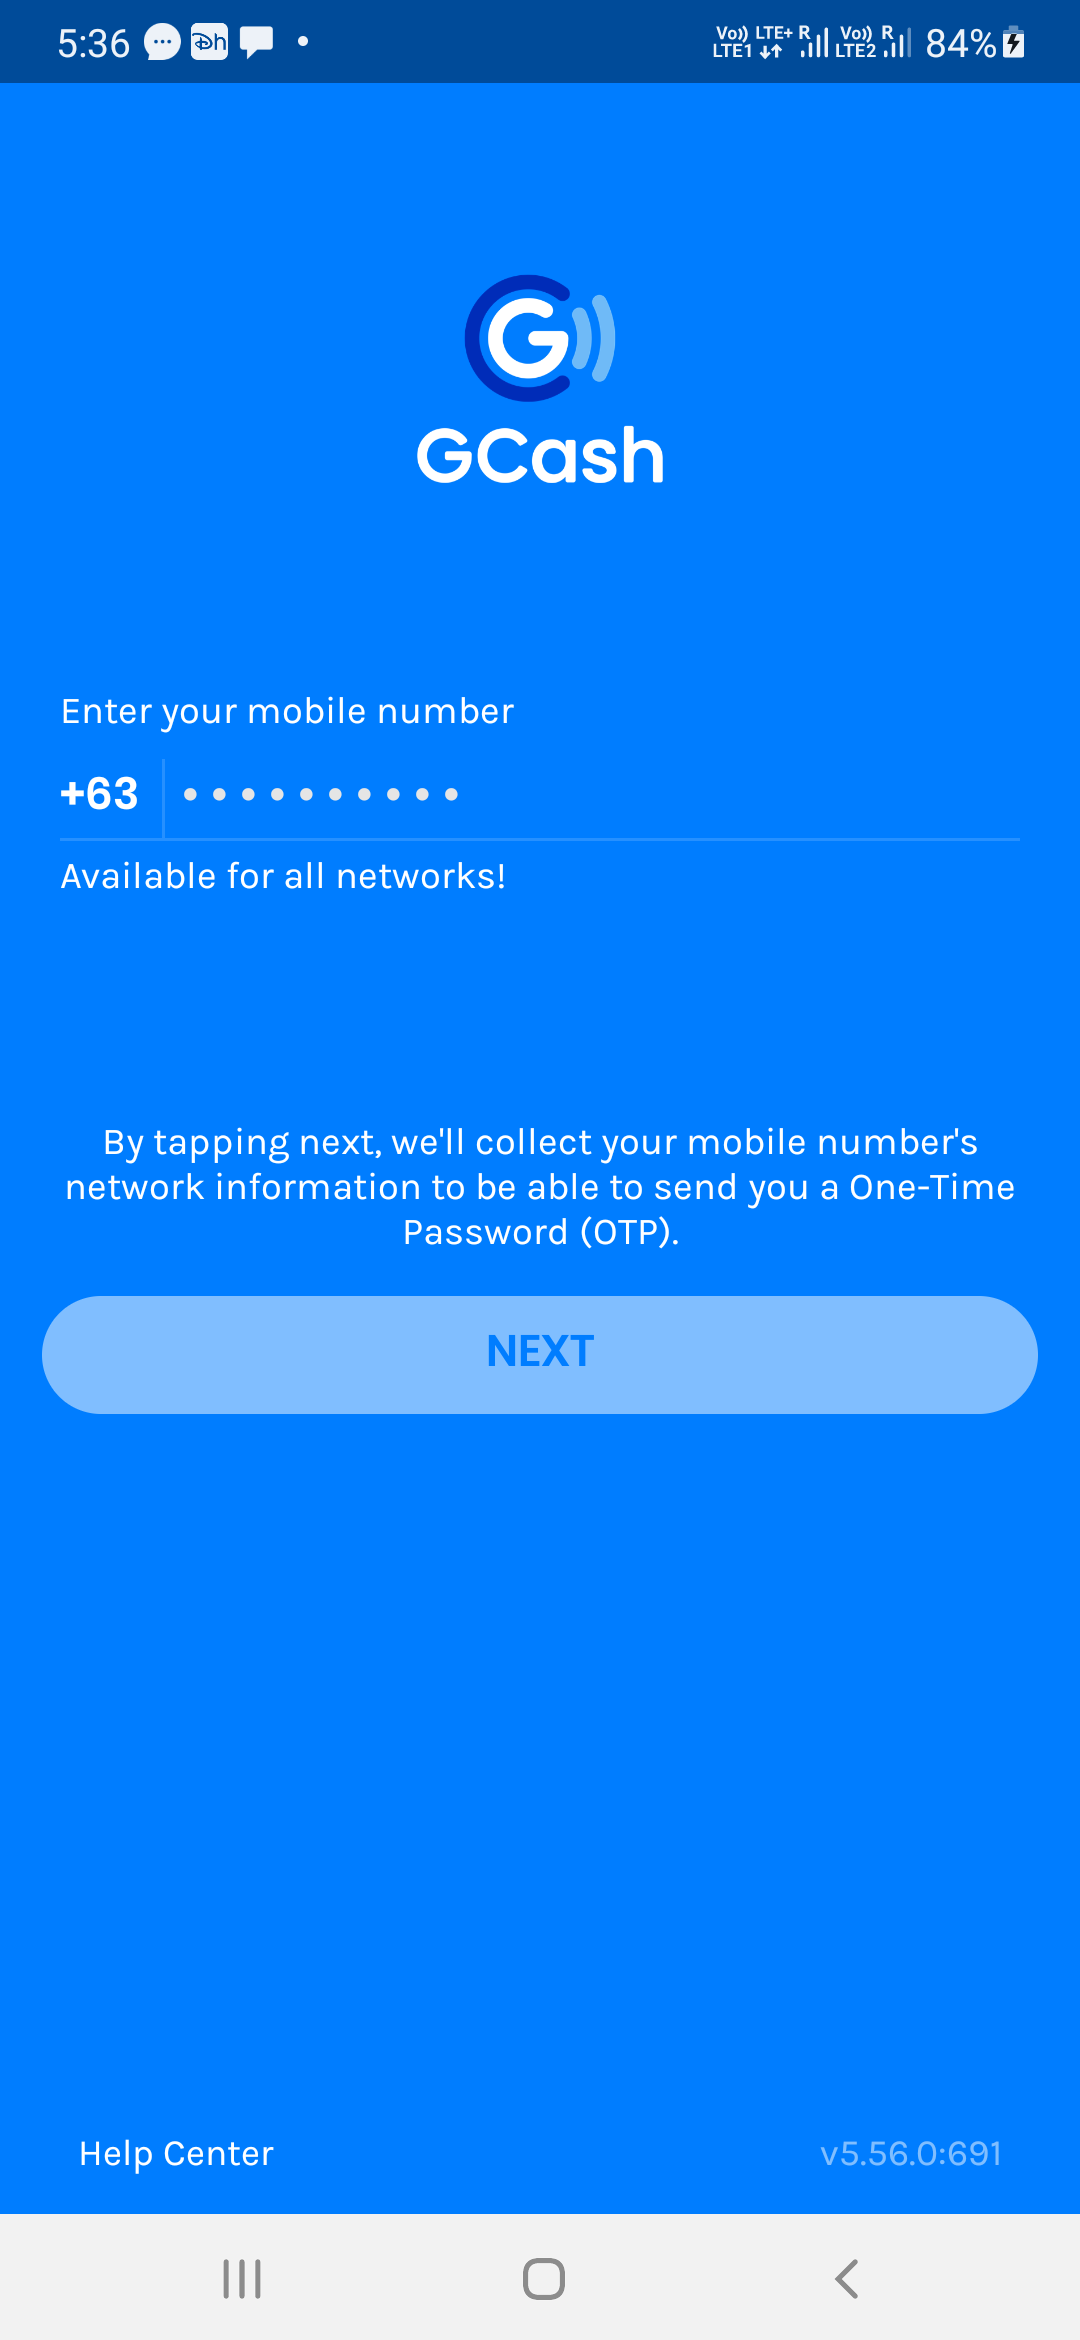 5:36
Vo)) LTE+ R Vo)) R 84%
LTE1 LTE2
GCash
Enter your mobile number
+63 ● ● ● ● ● ● ● ● ● ●
Available for all networks!
By tapping next, we'll collect your mobile number's
network information to be able to send you a One-Time
Password (OTP).
NEXT
Help Center v5.56.0:691